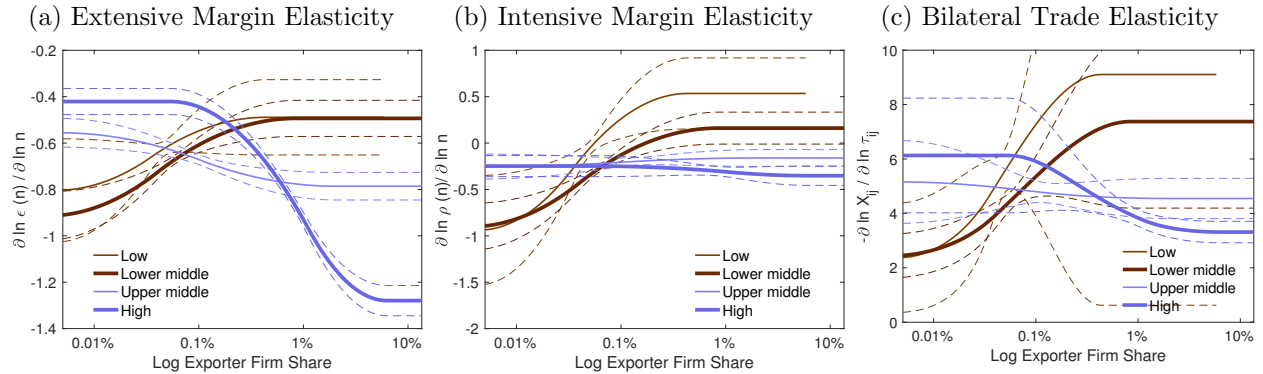 (a) Extensive Margin Elasticity
-0.2
-0.4
-0.6
-0.8
-1
-1.2
-1.4
∂ ln ϵ (n)/ ∂ ln n
Low
Lower middle
Upper middle
High
0.01%
0.1%
1%
10%
Log Exporter Firm Share
(b) Intensive Margin Elasticity
1
0.5
0
-0.5
-1
-1.5
-2
∂ ln ρ (n)/ ∂ ln n
Low
Lower middle
Upper middle
High
0.01%
0.1%
1%
10%
Log Exporter Firm Share
(c) Bilateral Trade Elasticity
10
8
6
4
2
0
-∂ ln X_ij / ∂ ln τ_ij
Low
Lower middle
Upper middle
High
0.01%
0.1%
1%
10%
Log Exporter Firm Share